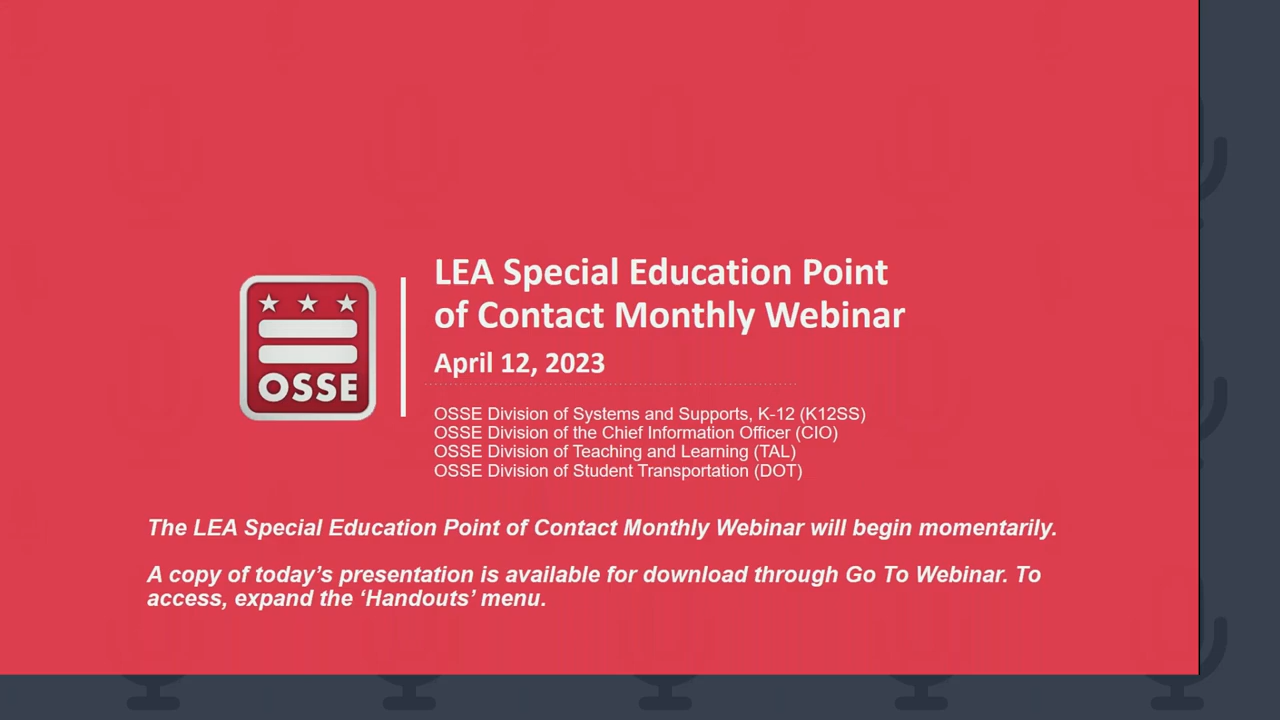 LEA Special Education Point
of Contact Monthly Webinar
April 12, 2023
OSSE
OSSE Division of Systems and Supports, K-12 (K12SS)
OSSE Division of the Chief Information Officer (CIO)
OSSE Division of Teaching and Learning (TAL)
OSSE Division of Student Transportation (DOT)
The LEA Special Education Point of Contact Monthly Webinar will begin momentarily.
A copy of today’s presentation is available for download through Go To Webinar. To
access, expand the ‘Handouts’ menu.